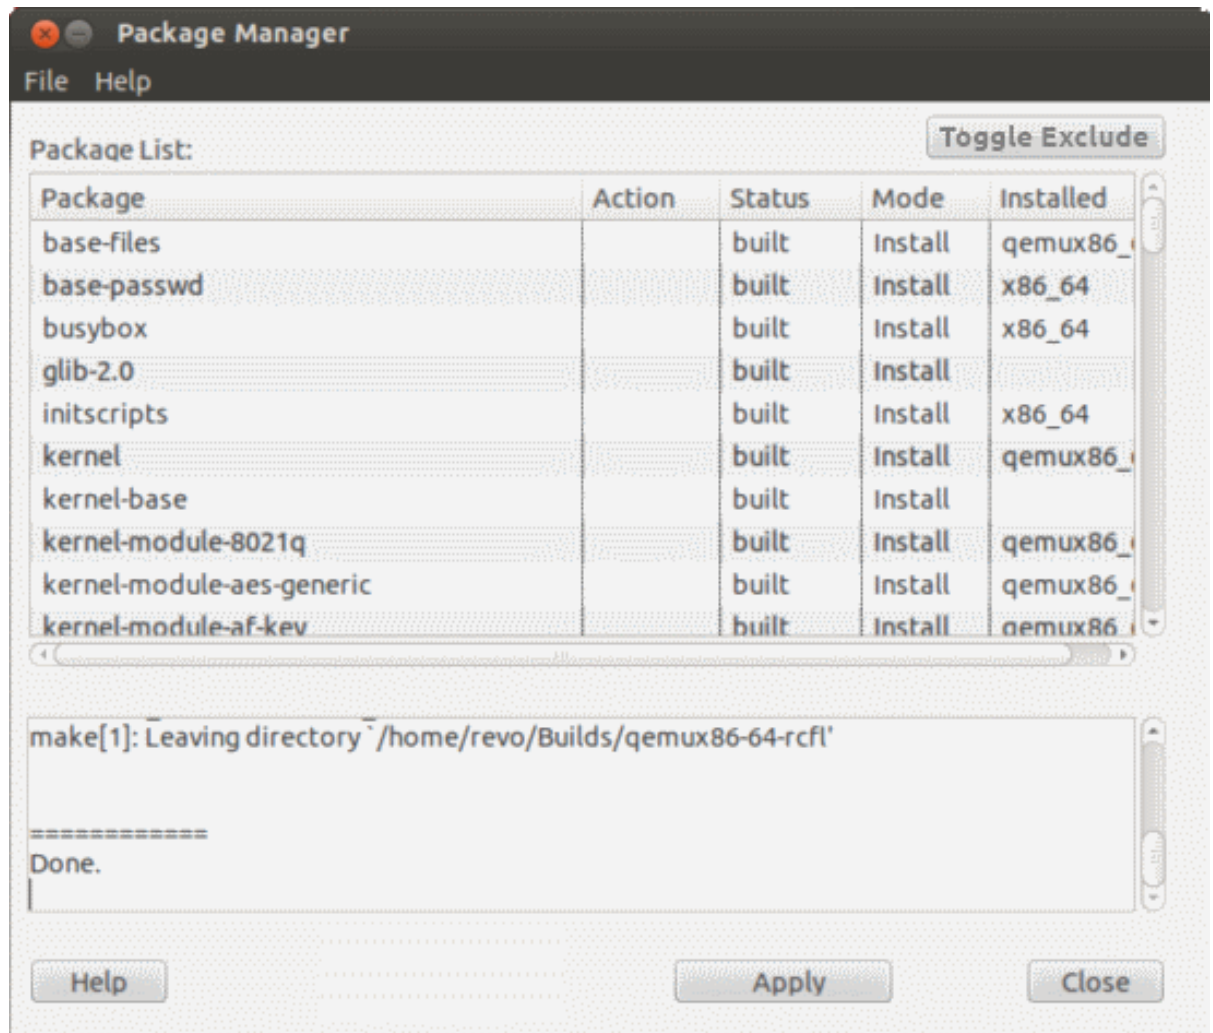 Package Manager
File Help
Package List:
Toggle Exclude
Package Action Status Mode Installed
base-files built Install qemux86_
base-passwd built Install x86_64
busybox built Install x86_64
glib-2.0 built Install
initscripts built Install x86_64
kernel built Install qemux86_
kernel-base built Install
kernel-module-8021q built Install qemux86_
kernel-module-aes-generic built Install qemux86_
kernel-module-af-key built Install qemux86
make[1]: Leaving directory `/home/revo/Builds/qemux86-64-rcfl'
============
Done.
Help Apply Close